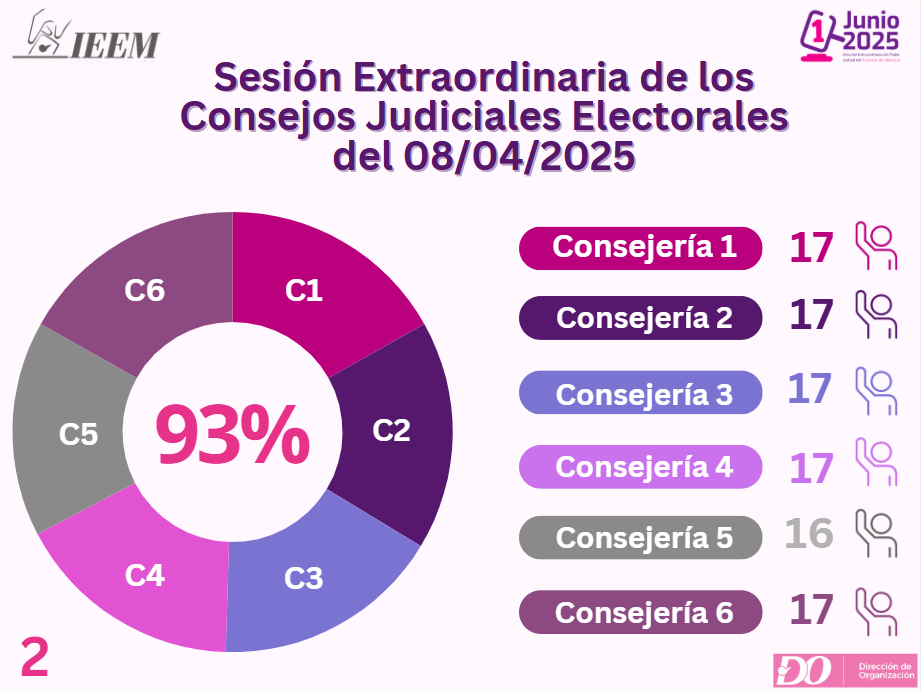 IEEM
1
Junio
2025
Sesión Extraordinaria de los
Consejos Judiciales Electorales
del 08/04/2025
C6
C1
C5
93%
C2
C4
C3
Consejería 1
17
Consejería 2
17
Consejería 3
17
Consejería 4
17
Consejería 5
16
Consejería 6
17
2
DO
Dirección de
Organización